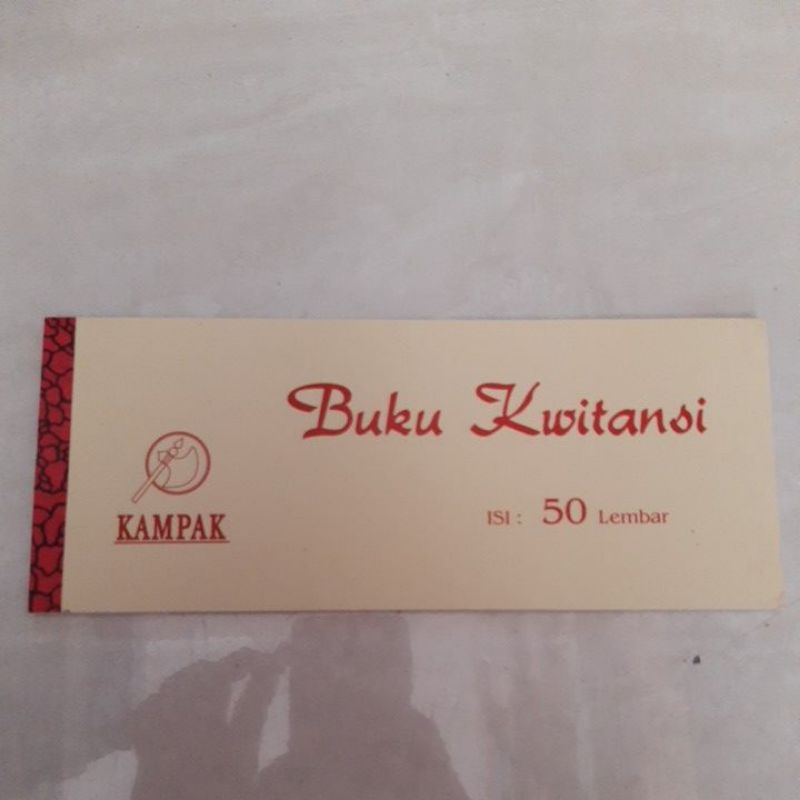 Buku Kwitansi
KAMPAK
ISI : 50 Lembar